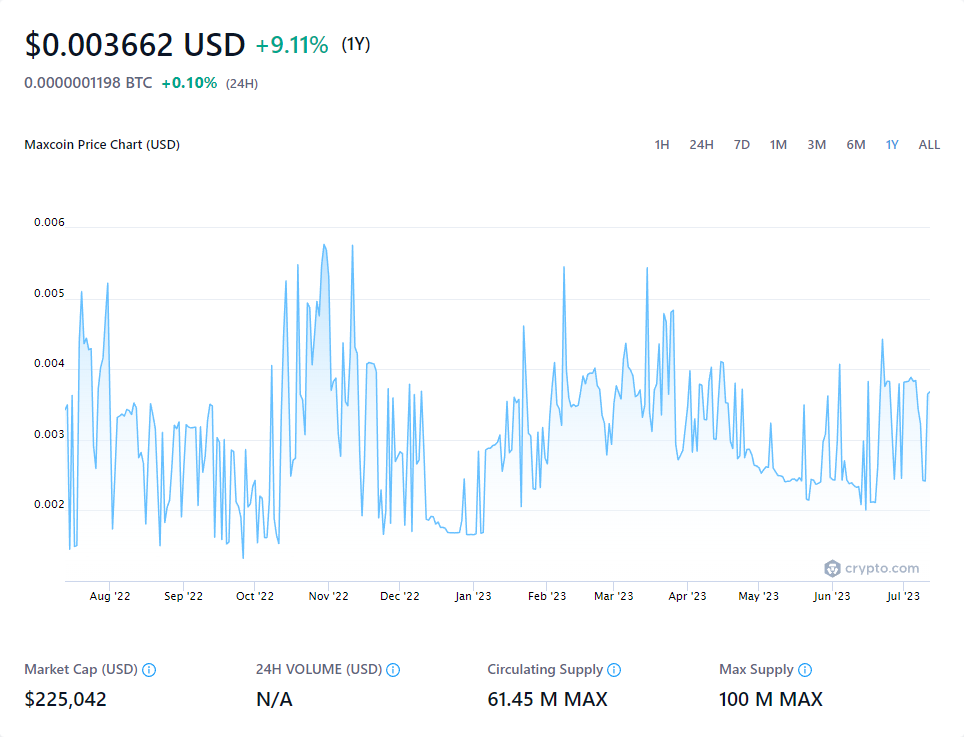 $0.003662 USD +9.11% (1Y)
0.0000001198 BTC +0.10% (24H)
Maxcoin Price Chart (USD) 1H 24H 7D 1M 3M 6M 1Y ALL
0.006
0.005
0.004
0.003
0.002
crypto.com
Aug '22 Sep '22 Oct '22 Nov '22 Dec '22 Jan '23 Feb '23 Mar '23 Apr '23 May '23 Jun '23 Jul '23
Market Cap (USD) 24H VOLUME (USD) Circulating Supply Max Supply
$225,042 N/A 61.45 M MAX 100 M MAX